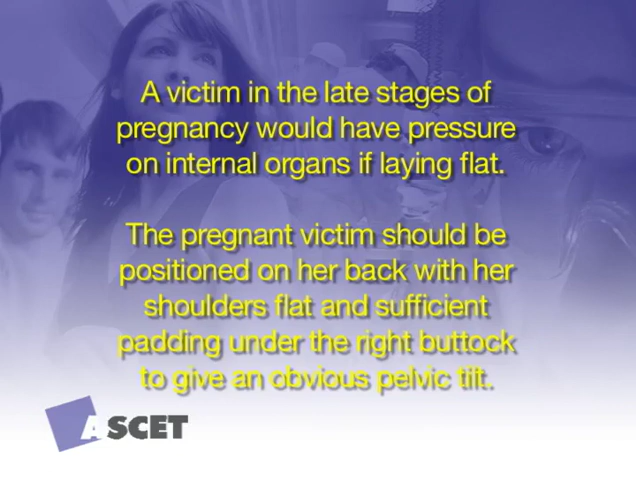 A victim in the late stages of
pregnancy would have pressure
on internal organs if laying flat.
The pregnant victim should be
positioned on her back with her
shoulders flat and sufficient
padding under the right buttock
to give an obvious pelvic tilt.
ASCET